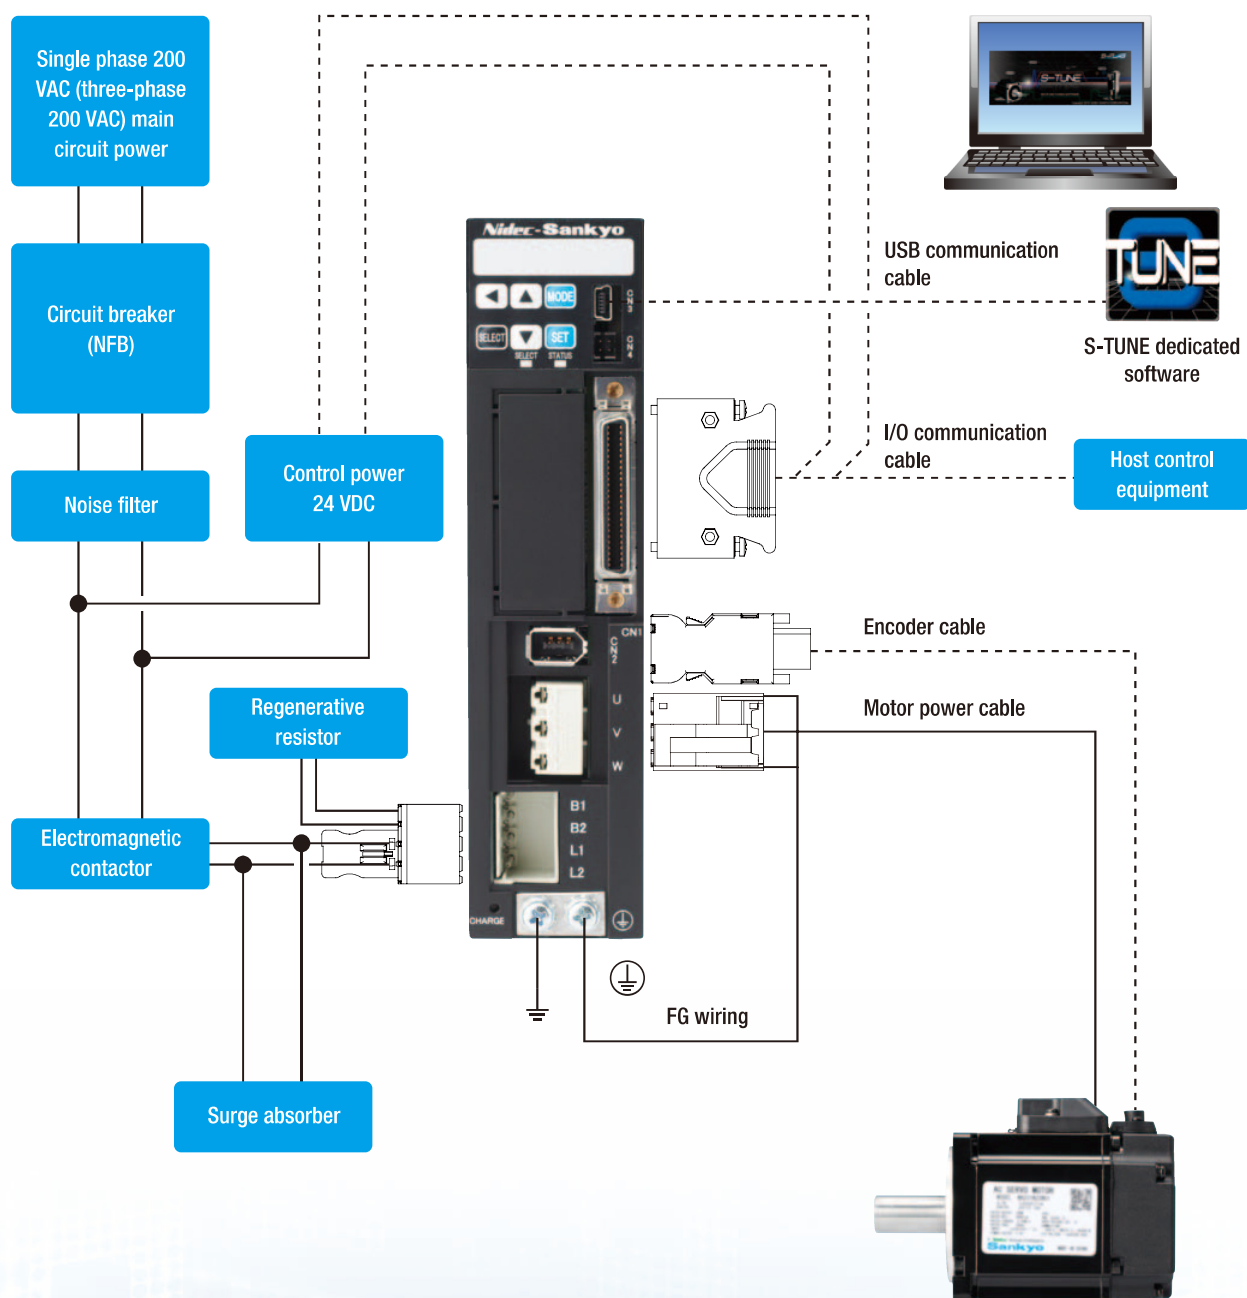 Single phase 200
VAC (three-phase
200 VAC) main
circuit power
Circuit breaker
(NFB)
Noise filter
Control power
24 VDC
Regenerative
resistor
Electromagnetic
contactor
Surge absorber
Nidec-Sankyo
MODE
CN3
SELECT
SET
CN4
SELECT
STATUS
CN1
CN2
U
V
W
B1
B2
L1
L2
CHARGE
FG wiring
S-TUNE
USB communication
cable
TUNE
S-TUNE dedicated
software
I/O communication
cable
Host control
equipment
Encoder cable
Motor power cable
AC SERVO MOTOR
Sankyo